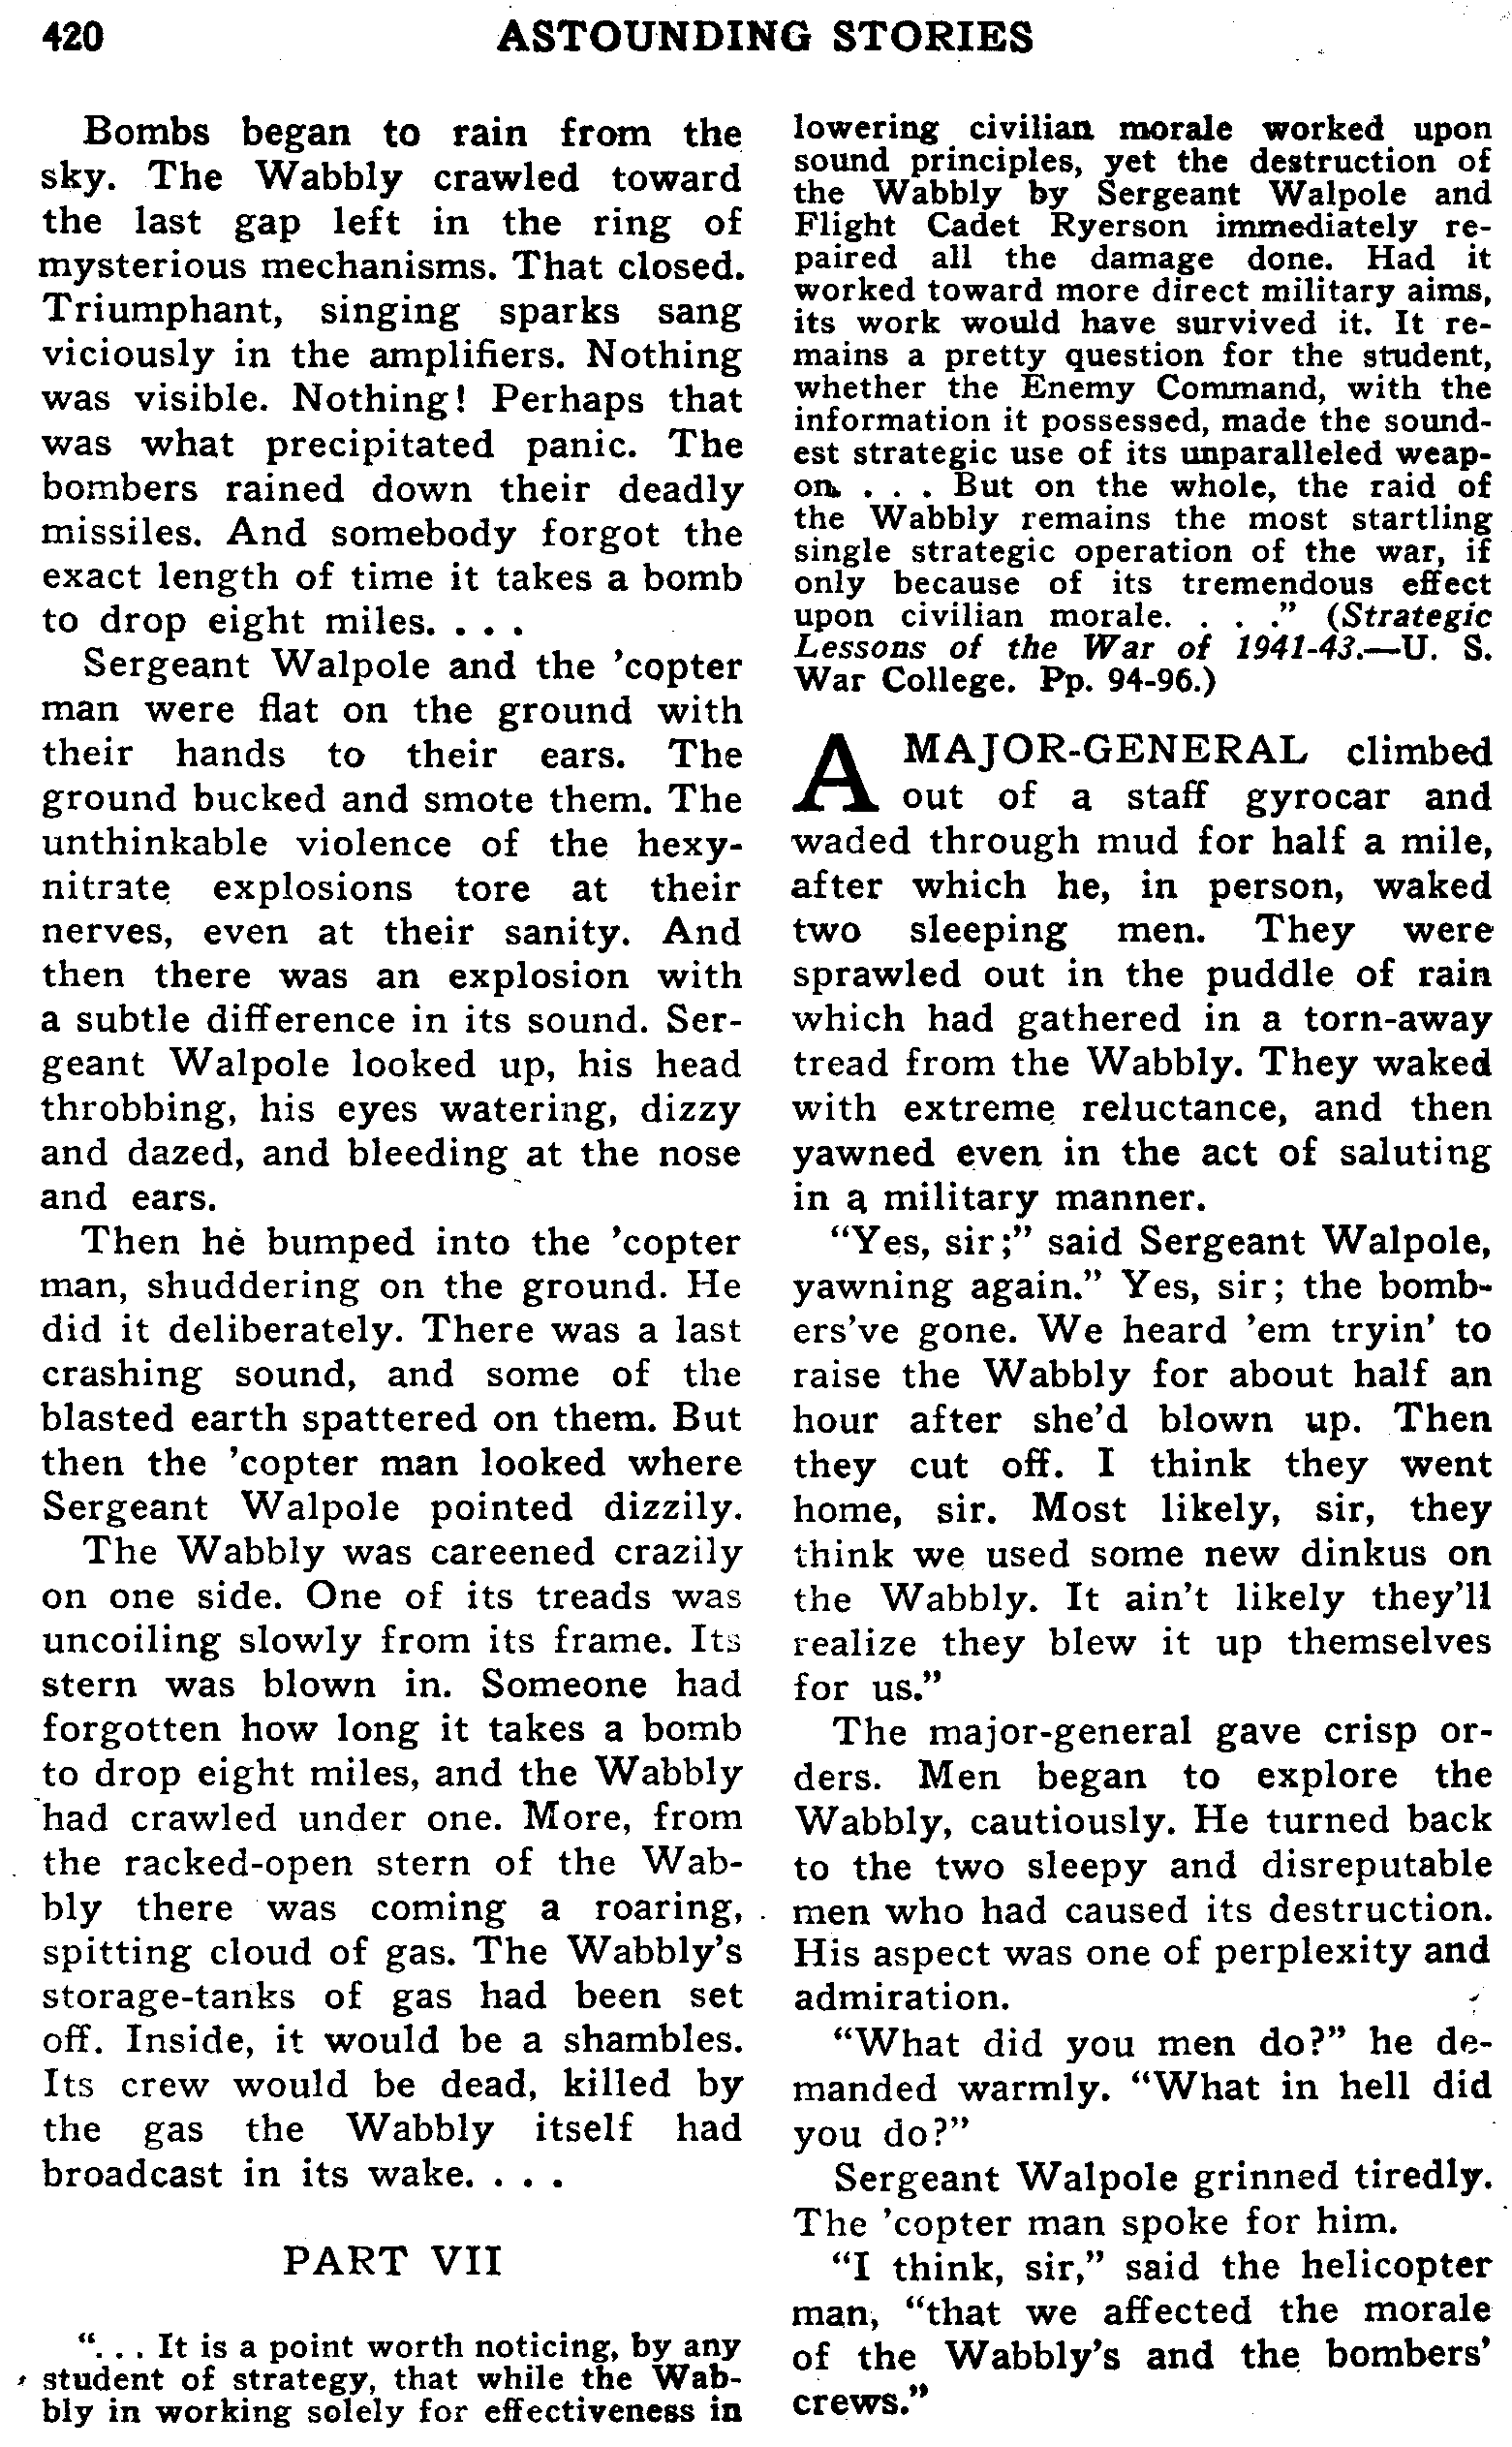 420 ASTOUNDING STORIES
Bombs began to rain from the
sky. The Wabbly crawled toward
the last gap left in the ring of
mysterious mechanisms. That closed.
Triumphant, singing sparks sang
viciously in the amplifiers. Nothing
was visible. Nothing! Perhaps that
was what precipitated panic. The
bombers rained down their deadly
missiles. And somebody forgot the
exact length of time it takes a bomb
to drop eight miles. . . .
Sergeant Walpole and the 'copter
man were flat on the ground with
their hands to their ears. The
ground bucked and smote them. The
unthinkable violence of the hexy-
nitrate explosions tore at their
nerves, even at their sanity. And
then there was an explosion with
a subtle difference in its sound. Ser-
geant Walpole looked up, his head
throbbing, his eyes watering, dizzy
and dazed, and bleeding at the nose
and ears.
Then he bumped into the 'copter
man, shuddering on the ground. He
did it deliberately. There was a last
crashing sound, and some of the
blasted earth spattered on them. But
then the 'copter man looked where
Sergeant Walpole pointed dizzily.
The Wabbly was careened crazily
on one side. One of its treads was
uncoiling slowly from its frame. Its
stern was blown in. Someone had
forgotten how long it takes a bomb
to drop eight miles, and the Wabbly
had crawled under one. More, from
the racked-open stern of the Wab-
bly there was coming a roaring,
spitting cloud of gas. The Wabbly's
storage-tanks of gas had been set
off. Inside, it would be a shambles.
Its crew would be dead, killed by
the gas the Wabbly itself had
broadcast in its wake. . . .
PART VII
“. . . It is a point worth noticing, by any
student of strategy, that while the Wab-
bly in working solely for effectiveness in
lowering civilian morale worked upon
sound principles, yet the destruction of
the Wabbly by Sergeant Walpole and
Flight Cadet Ryerson immediately re-
paired all the damage done. Had it
worked toward more direct military aims,
its work would have survived it. It re-
mains a pretty question for the student,
whether the Enemy Command, with the
information it possessed, made the sound-
est strategic use of its unparalleled weap-
on. . . . But on the whole, the raid of
the Wabbly remains the most startling
single strategic operation of the war, if
only because of its tremendous effect
upon civilian morale. . . .” (Strategic
Lessons of the War of 1941-43.—U. S.
War College. Pp. 94-96.)
A MAJOR-GENERAL climbed
out of a staff gyrocar and
waded through mud for half a mile,
after which he, in person, waked
two sleeping men. They were
sprawled out in the puddle of rain
which had gathered in a torn-away
tread from the Wabbly. They waked
with extreme reluctance, and then
yawned even in the act of saluting
in a military manner.
“Yes, sir;” said Sergeant Walpole,
yawning again.” Yes, sir; the bomb-
ers've gone. We heard 'em tryin' to
raise the Wabbly for about half an
hour after she'd blown up. Then
they cut off. I think they went
home, sir. Most likely, sir, they
think we used some new dinkus on
the Wabbly. It ain't likely they'll
realize they blew it up themselves
for us.”
The major-general gave crisp or-
ders. Men began to explore the
Wabbly, cautiously. He turned back
to the two sleepy and disreputable
men who had caused its destruction.
His aspect was one of perplexity and
admiration.
“What did you men do?” he de-
manded warmly. “What in hell did
you do?”
Sergeant Walpole grinned tiredly.
The 'copter man spoke for him.
“I think, sir,” said the helicopter
man, “that we affected the morale
of the Wabbly's and the bombers'
crews.”